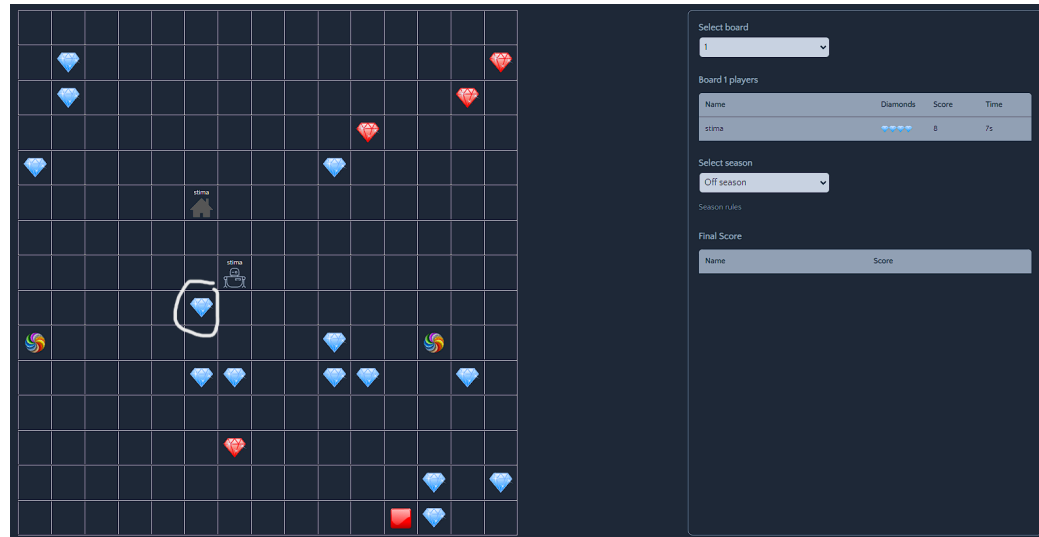 stima
stima
Select board
1
Board 1 players
Name Diamonds Score Time
stima 8 7s
Select season
Off season
Season rules
Final Score
Name Score